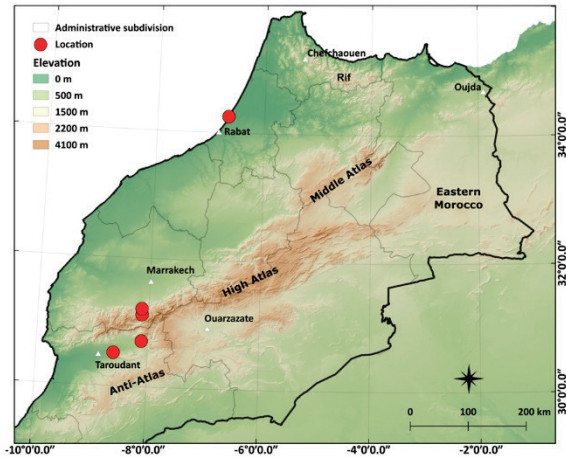 Administrative subdivision
Location
Elevation
0 m
500 m
1500 m
2200 m
4100 m
Chefchaouen
Rif
Oujda
Rabat
34°0'0"
Middle Atlas
Eastern
Morocco
32°0'0"
Marrakech
High Atlas
Ouarzazate
Taroudant
Anti-Atlas
30°0'0"
0 100 200 km
-10°0'0.0" -8°0'0.0" -6°0'0.0" -4°0'0.0" -2°0'0.0"